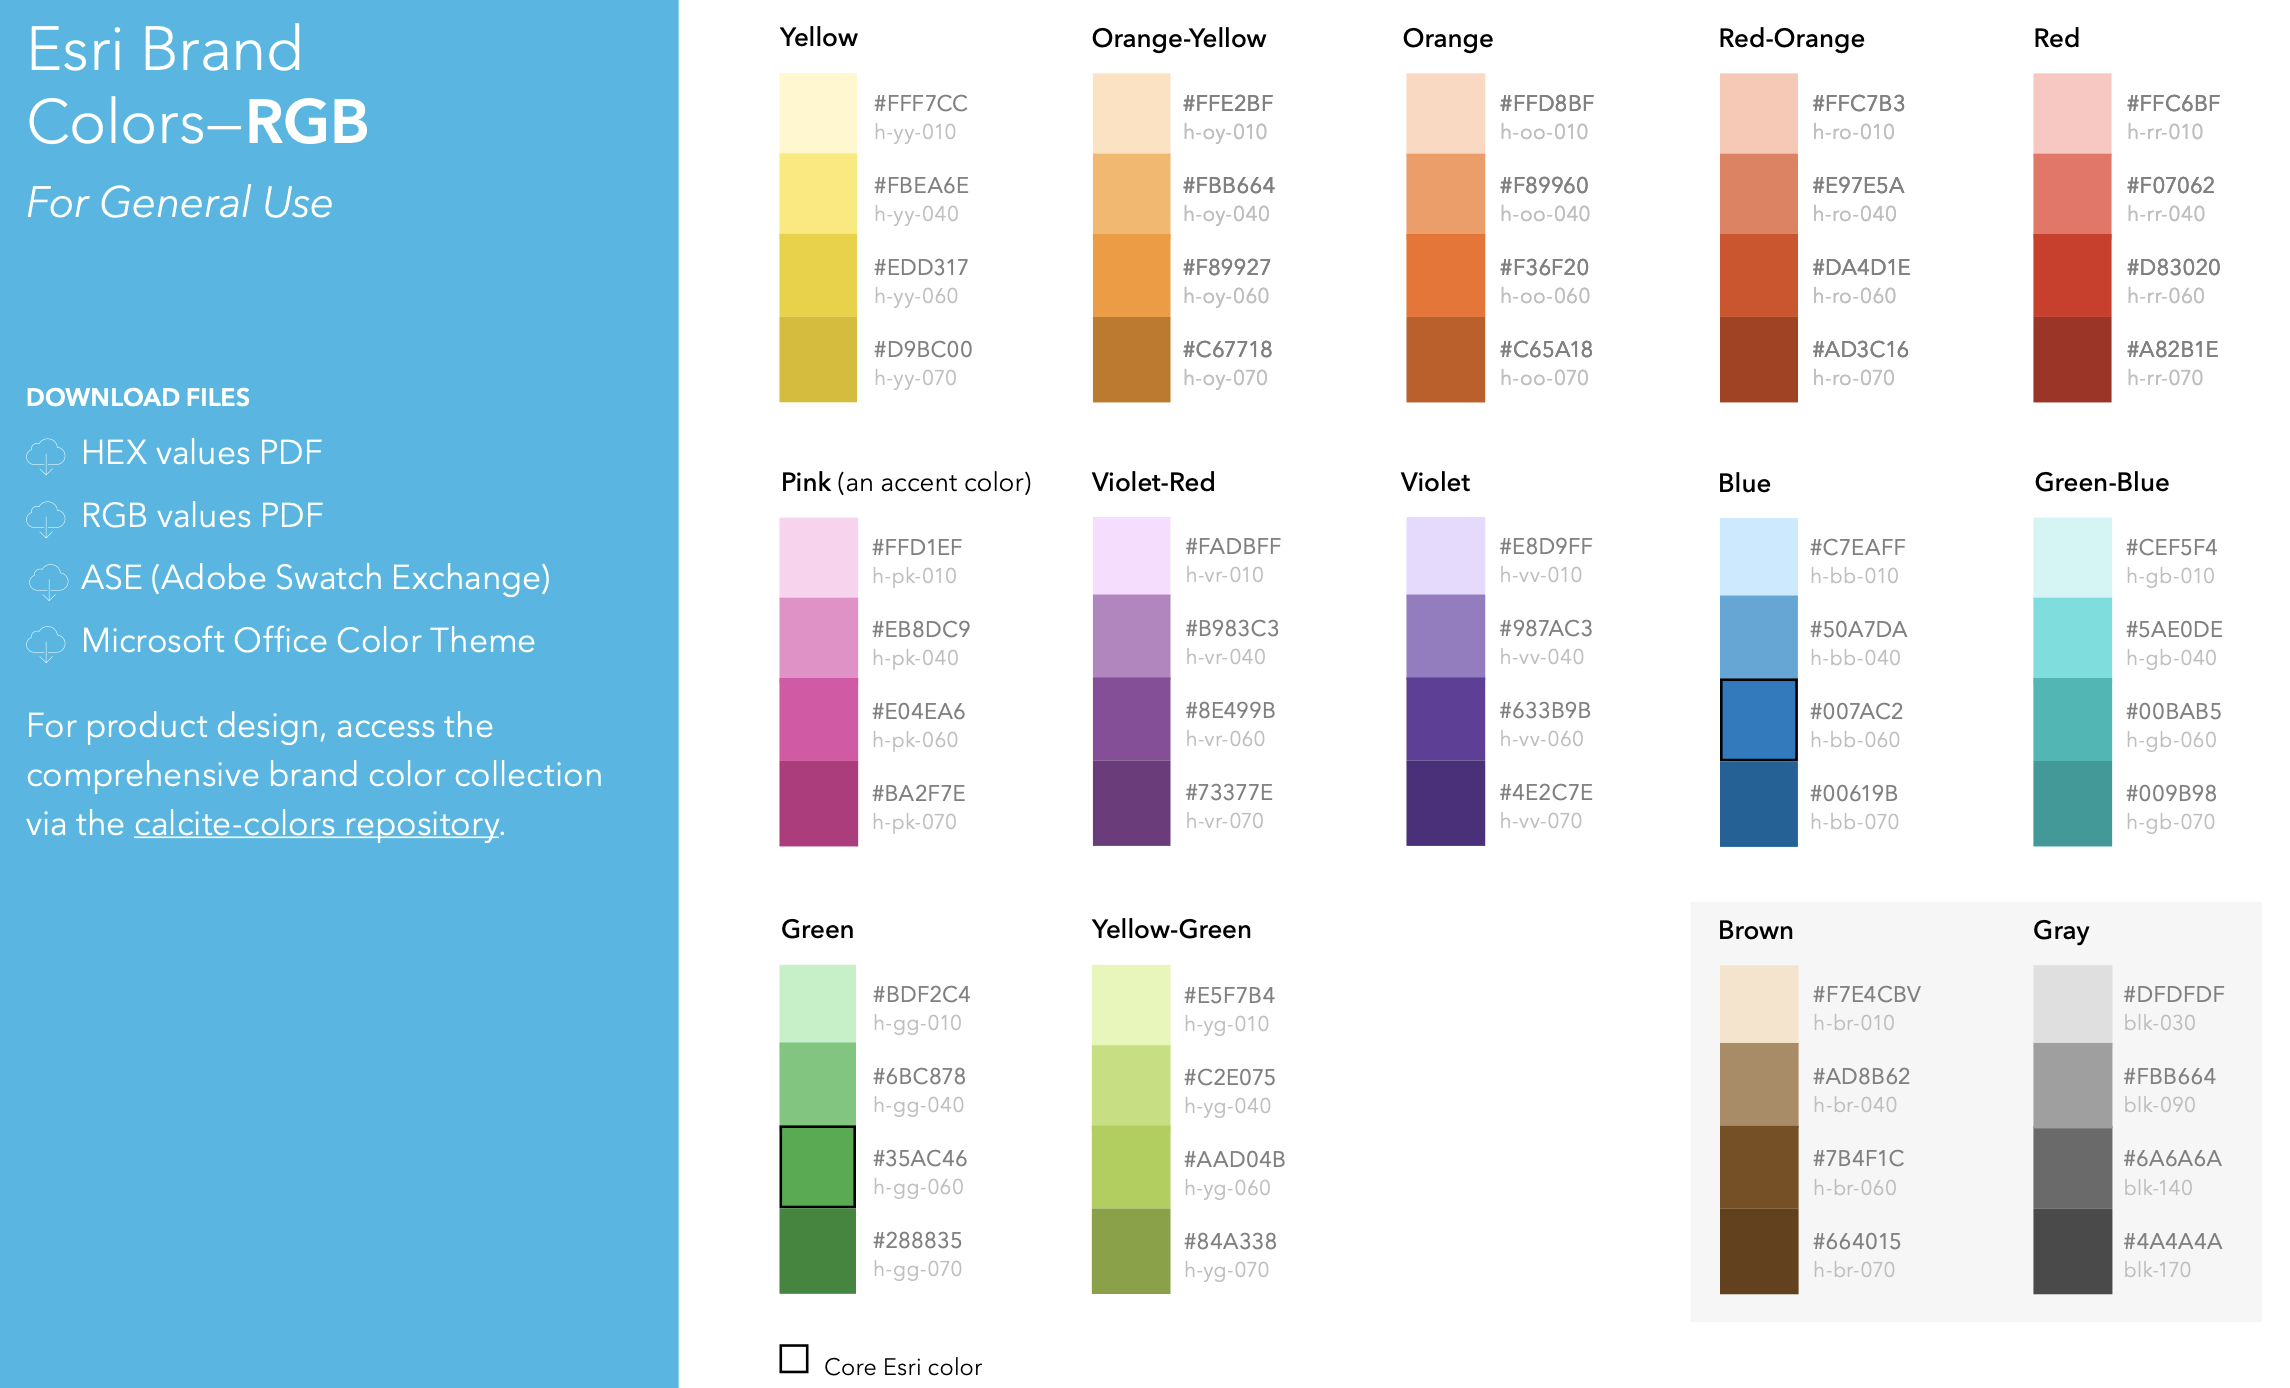 Esri Brand
Colors–RGB
For General Use
DOWNLOAD FILES
HEX values PDF
RGB values PDF
ASE (Adobe Swatch Exchange)
Microsoft Office Color Theme
For product design, access the
comprehensive brand color collection
via the calcite-colors repository.
Yellow
#FFF7CC
h-yy-010
#FBEA6E
h-yy-040
#EDD317
h-yy-060
#D9BC00
h-yy-070
Orange-Yellow
#FFE2BF
h-oy-010
#FBB664
h-oy-040
#F89927
h-oy-060
#C67718
h-oy-070
Orange
#FFD8BF
h-oo-010
#F89960
h-oo-040
#F36F20
h-oo-060
#C65A18
h-oo-070
Red-Orange
#FFC7B3
h-ro-010
#E97E5A
h-ro-040
#DA4D1E
h-ro-060
#AD3C16
h-ro-070
Red
#FFC6BF
h-rr-010
#F07062
h-rr-040
#D83020
h-rr-060
#A82B1E
h-rr-070
Pink (an accent color)
#FFD1EF
h-pk-010
#EB8DC9
h-pk-040
#E04EA6
h-pk-060
#BA2F7E
h-pk-070
Violet-Red
#FADBFF
h-vr-010
#B983C3
h-vr-040
#8E499B
h-vr-060
#73377E
h-vr-070
Violet
#E8D9FF
h-vv-010
#987AC3
h-vv-040
#633B9B
h-vv-060
#4E2C7E
h-vv-070
Blue
#C7EAFF
h-bb-010
#50A7DA
h-bb-040
#007AC2
h-bb-060
#00619B
h-bb-070
Green-Blue
#CEF5F4
h-gb-010
#5AE0DE
h-gb-040
#00BAB5
h-gb-060
#009B98
h-gb-070
Green
#BDF2C4
h-gg-010
#6BC878
h-gg-040
#35AC46
h-gg-060
#288835
h-gg-070
Yellow-Green
#E5F7B4
h-yg-010
#C2E075
h-yg-040
#AAD04B
h-yg-060
#84A338
h-yg-070
Brown
#F7E4CBV
h-br-010
#AD8B62
h-br-040
#7B4F1C
h-br-060
#664015
h-br-070
Gray
#DFDFDF
blk-030
#FBB664
blk-090
#6A6A6A
blk-140
#4A4A4A
blk-170
Core Esri color